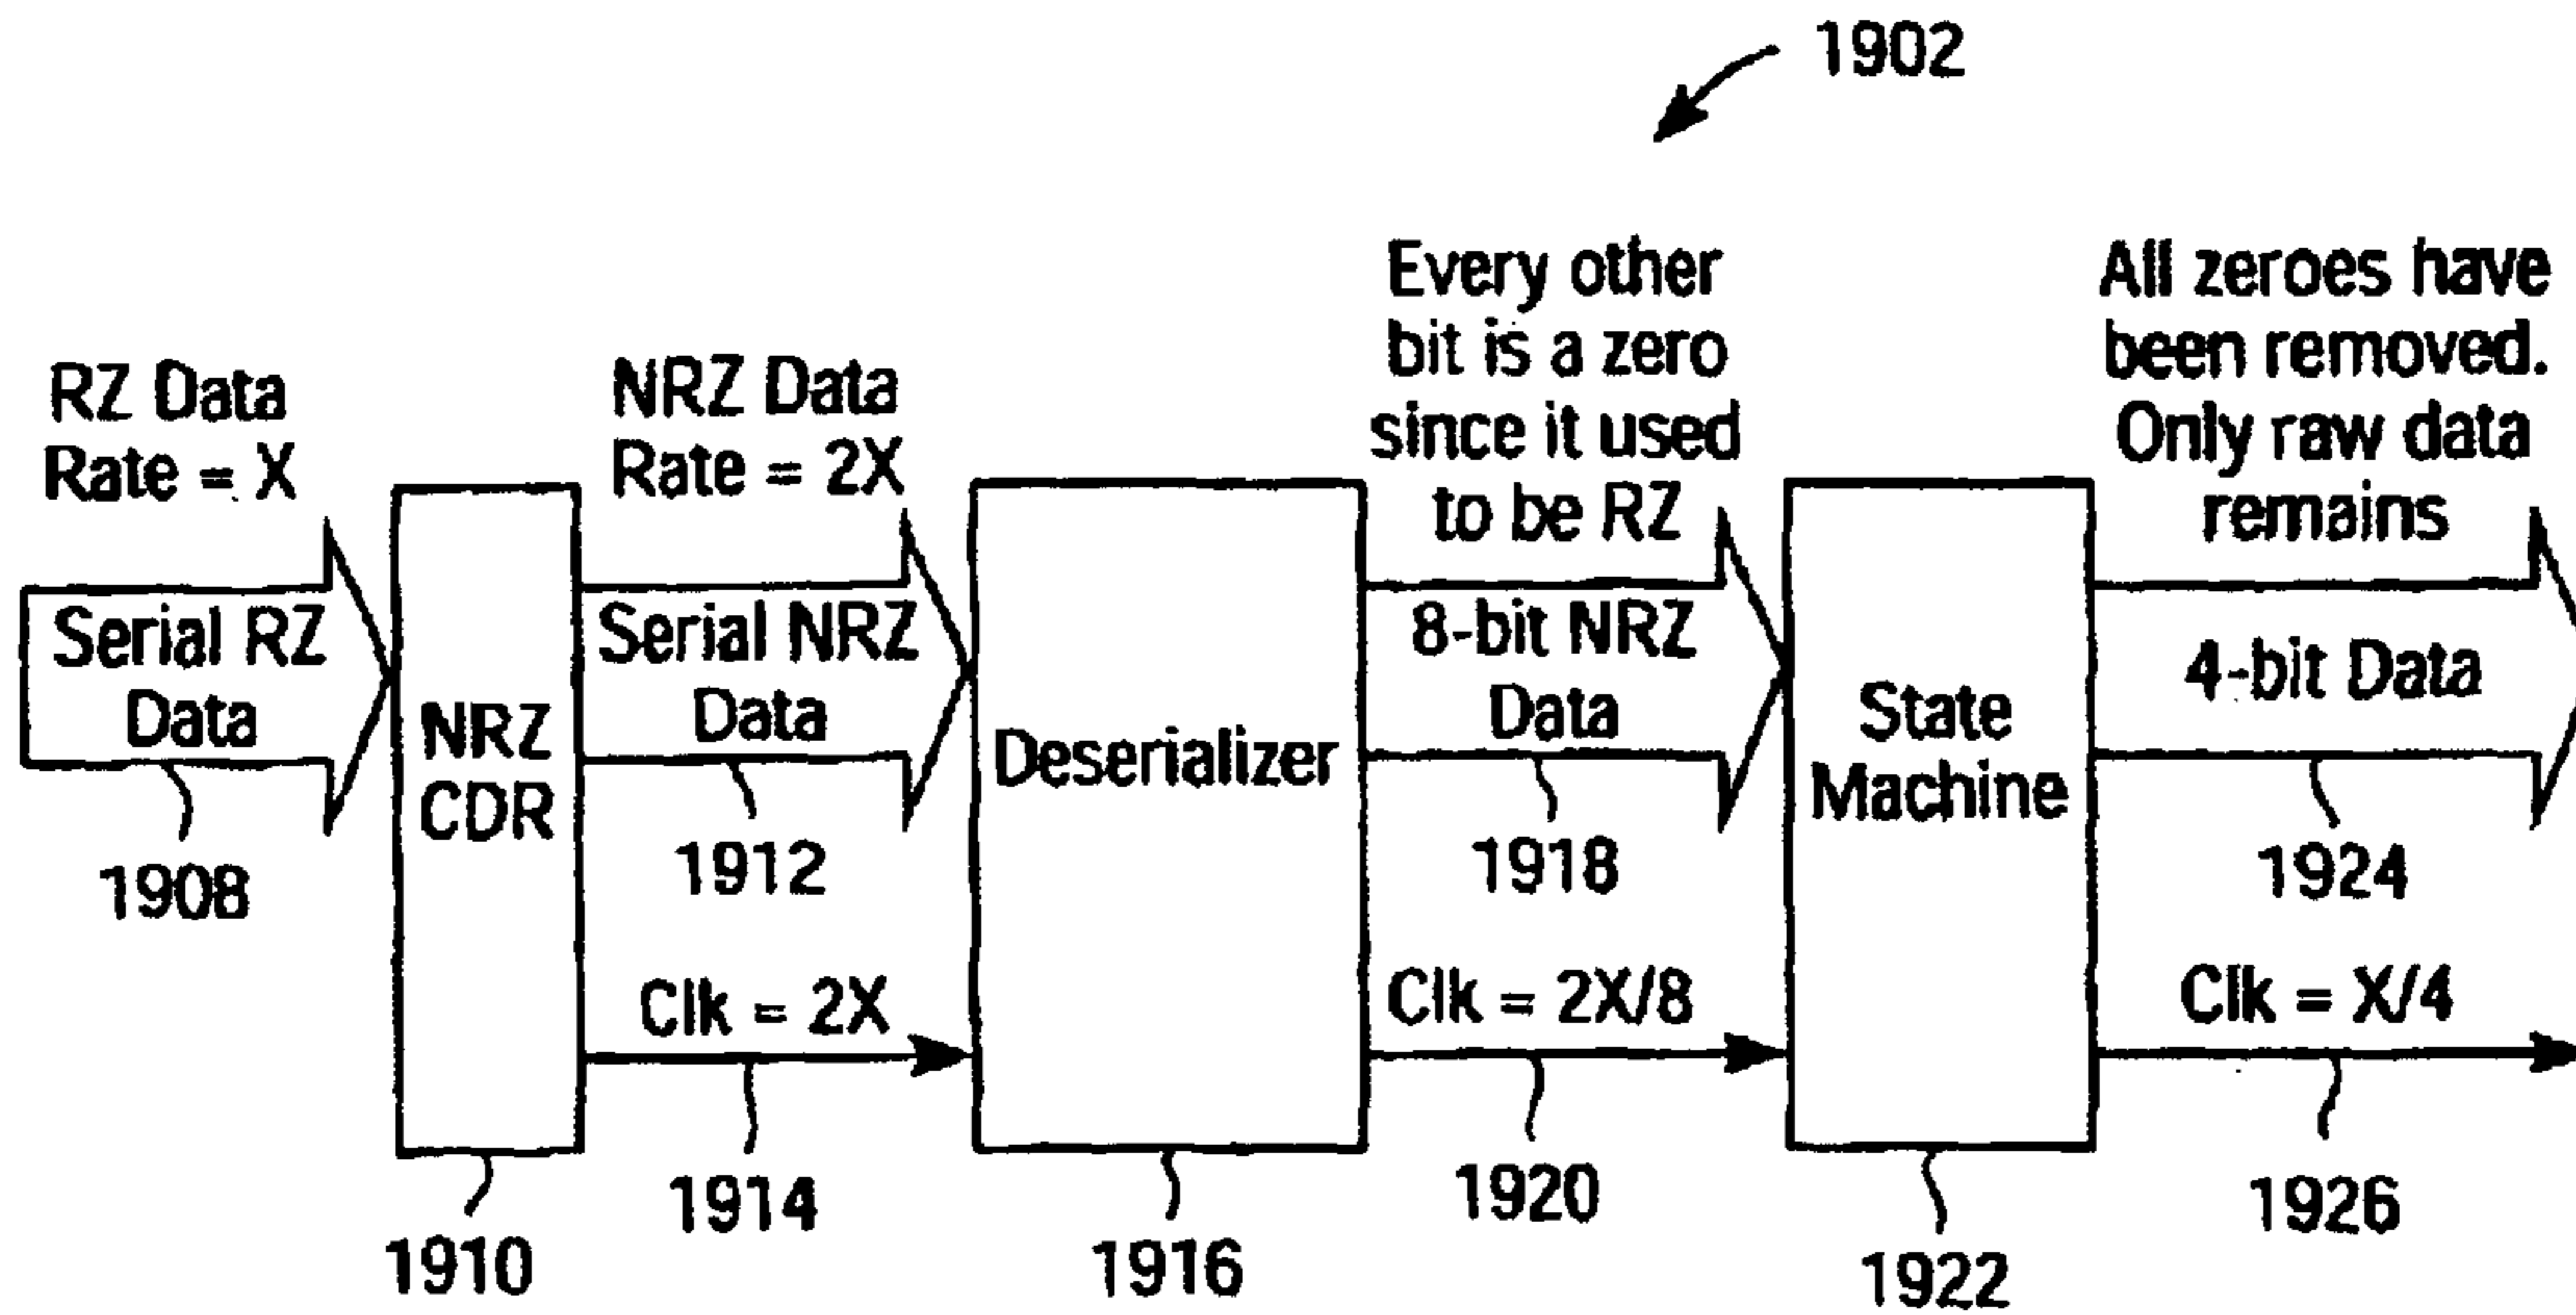 1902
RZ Data
Rate = X
NRZ Data
Rate = 2X
Every other
bit is a zero
since it used
to be RZ
All zeroes have
been removed.
Only raw data
remains
Serial RZ
Data
NRZ
CDR
Serial NRZ
Data
Deserializer
8-bit NRZ
Data
State
Machine
4-bit Data
1908
1912
1918
1924
Clk = 2X
Clk = 2X/8
Clk = X/4
1910
1914
1916
1920
1922
1926